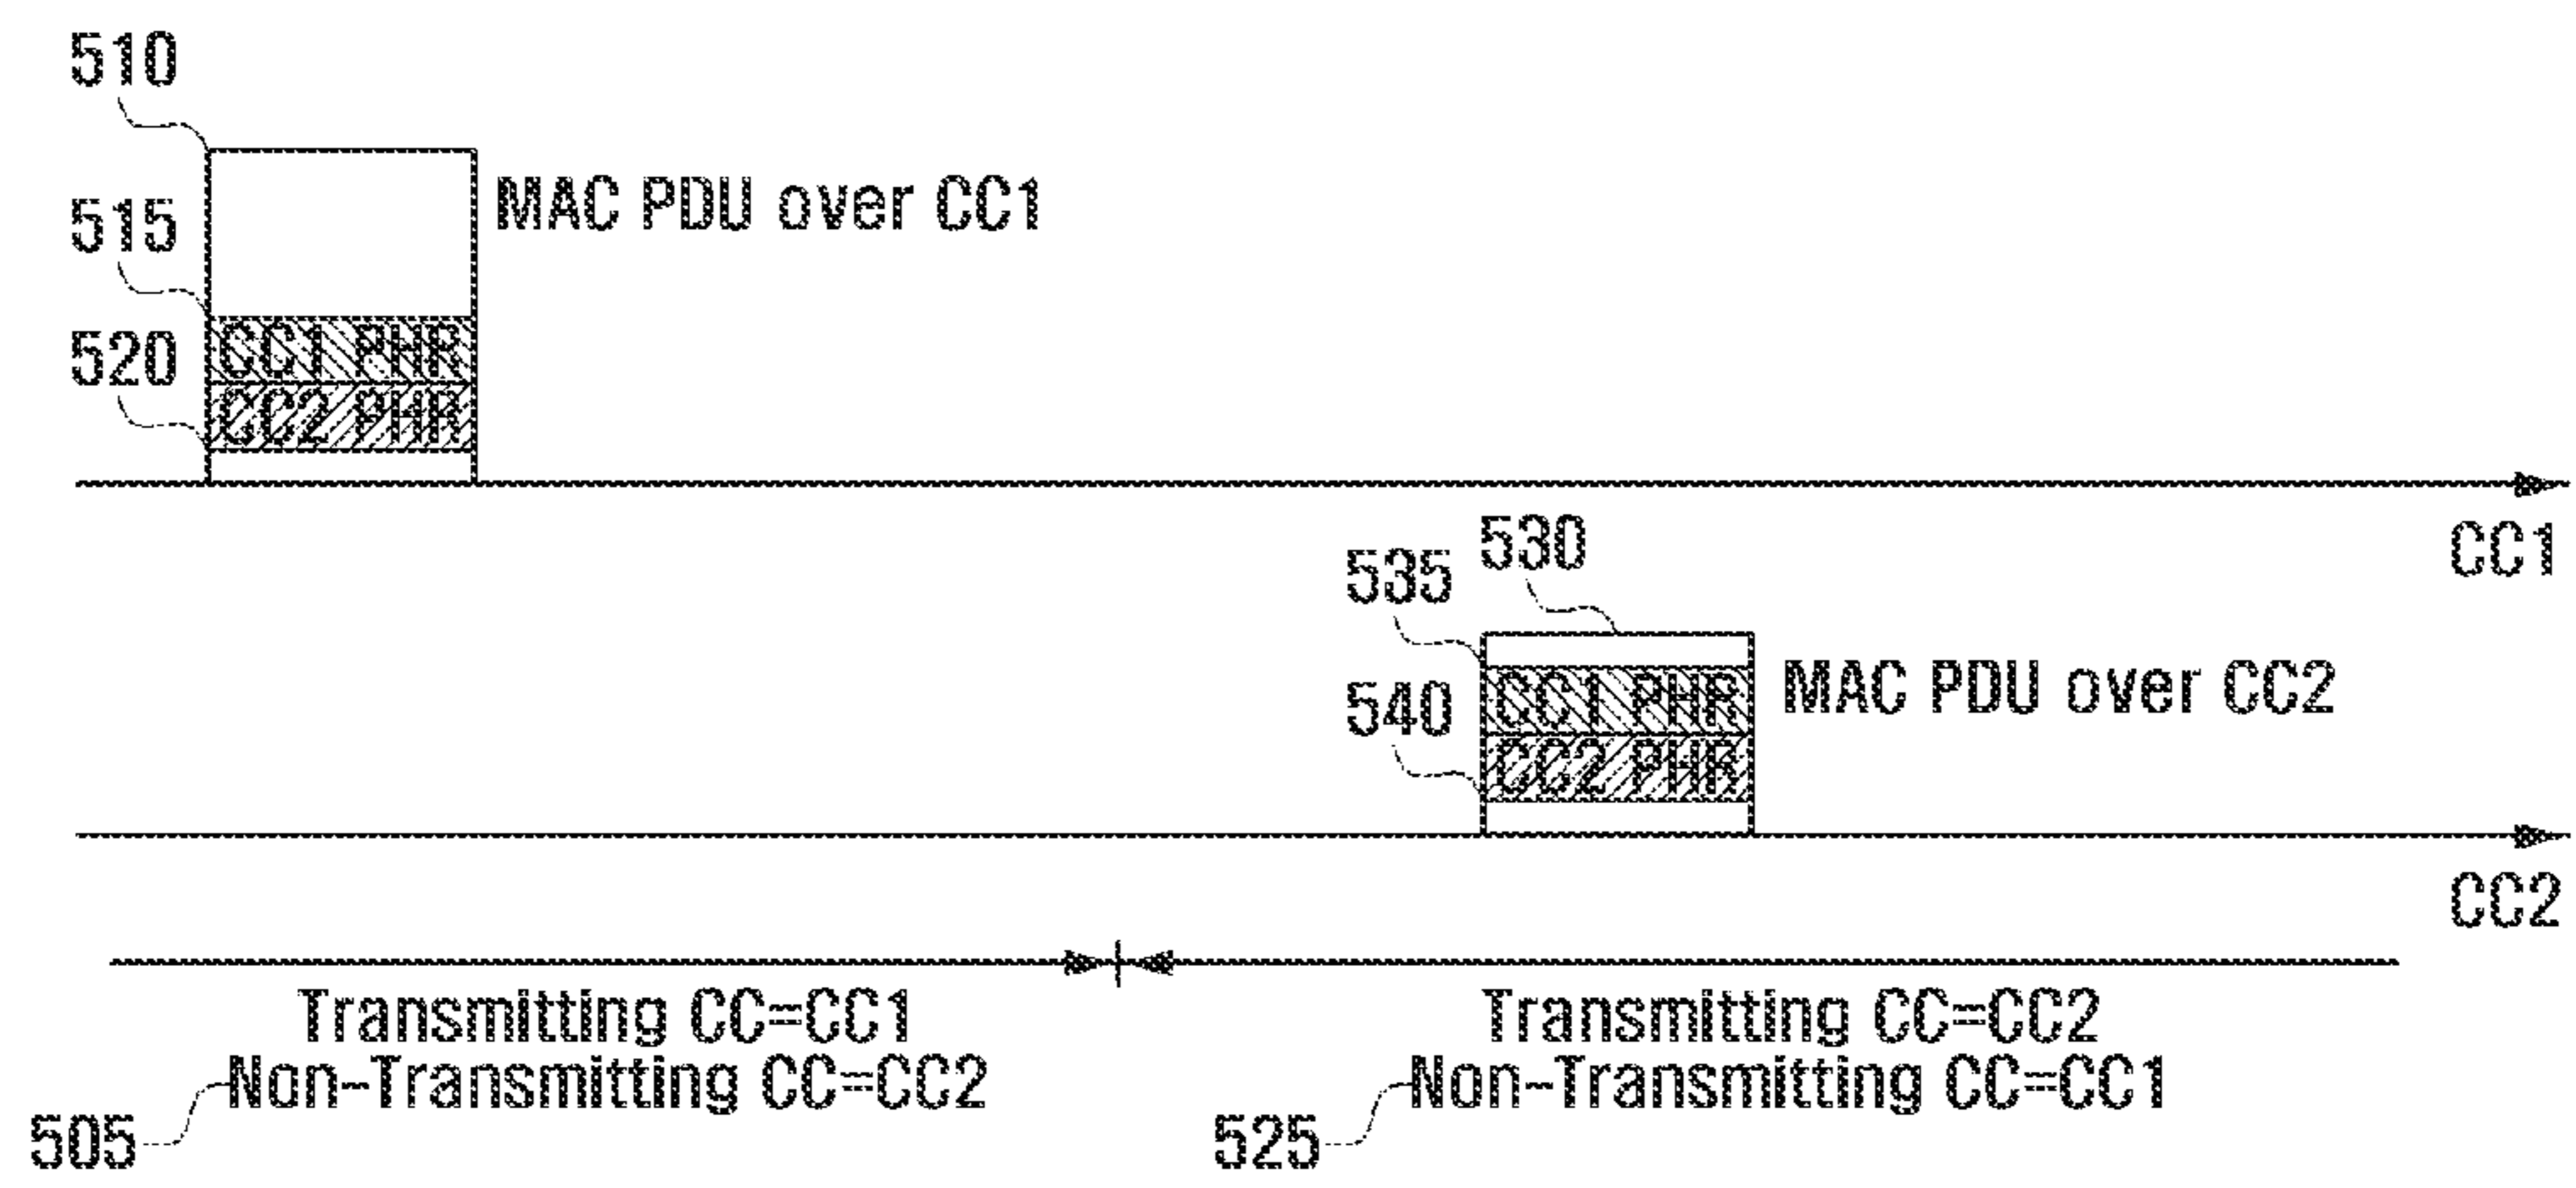 510
MAC PDU over CC1
515
CC1 PHR
520
CC2 PHR
CC1
530
535
MAC PDU over CC2
CC1 PHR
540
CC2 PHR
CC2
Transmitting CC=CC1
Non-Transmitting CC=CC2
505
Transmitting CC=CC2
Non-Transmitting CC=CC1
525